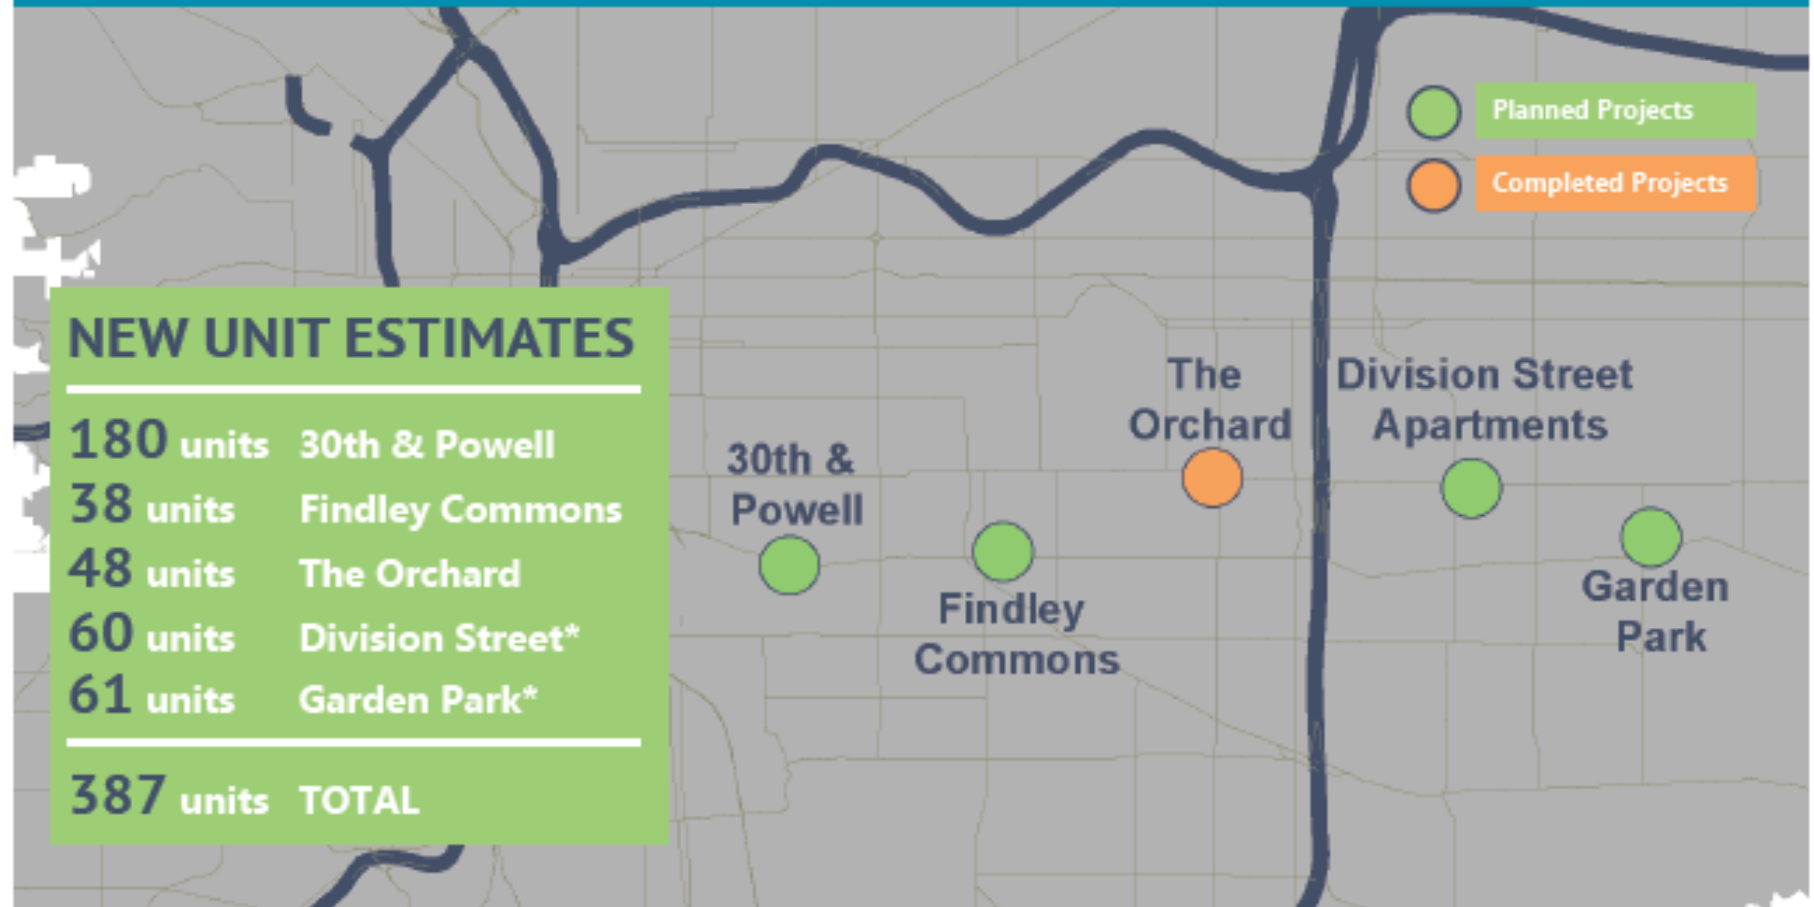 Planned Projects
Completed Projects
NEW UNIT ESTIMATES
180 units 30th & Powell
38 units Findley Commons
48 units The Orchard
60 units Division Street*
61 units Garden Park*
387 units TOTAL
30th &
Powell
Findley
Commons
The
Orchard
Division Street
Apartments
Garden
Park